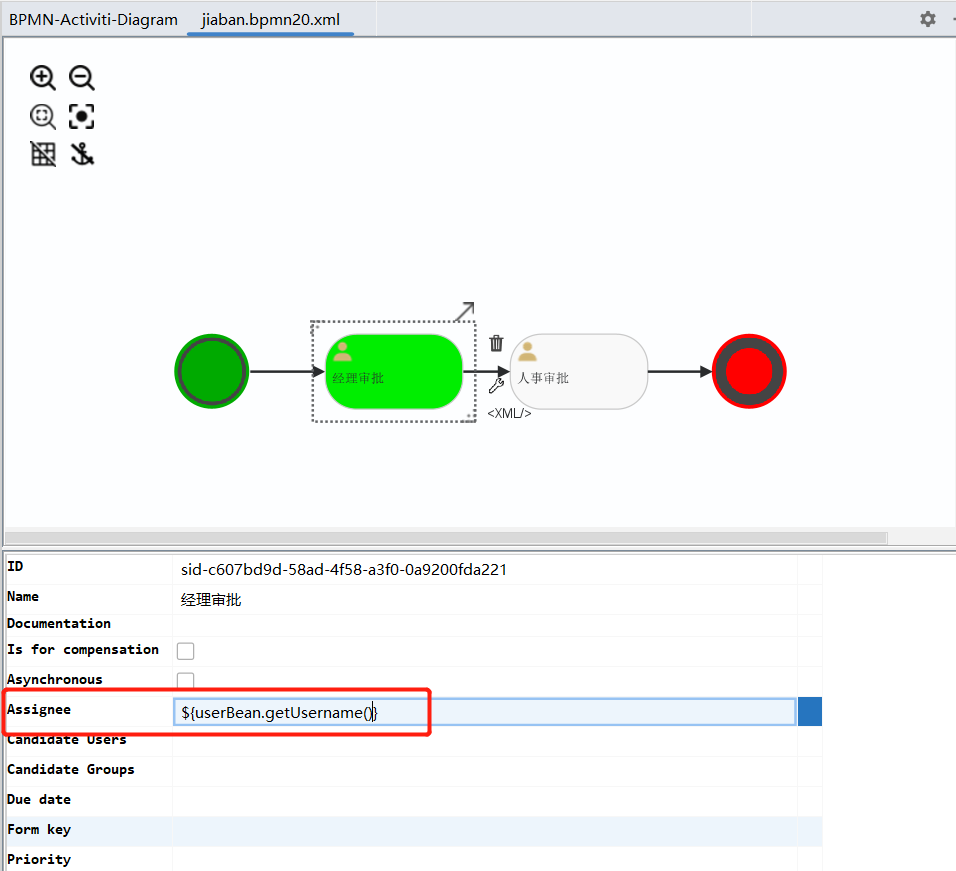 BPMN-Activiti-Diagram jiaban.bpmn20.xml
经理审批
人事审批
<XML/>
ID sid-c607bd9d-58ad-4f58-a3f0-0a9200fda221
Name 经理审批
Documentation
Is for compensation
Asynchronous
Assignee ${userBean.getUsername()}
Candidate Users
Candidate Groups
Due date
Form key
Priority